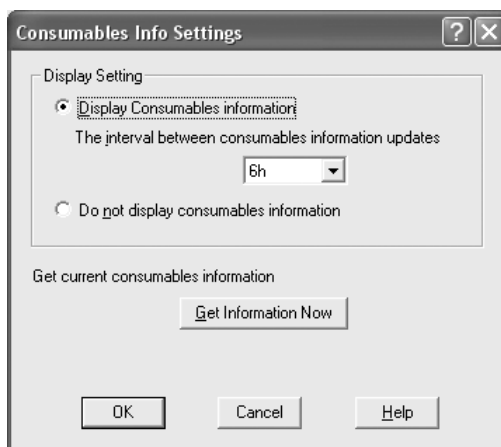 Consumables Info Settings
Display Setting
Display Consumables information
The interval between consumables information updates
6h
Do not display consumables information
Get current consumables information
Get Information Now
OK Cancel Help